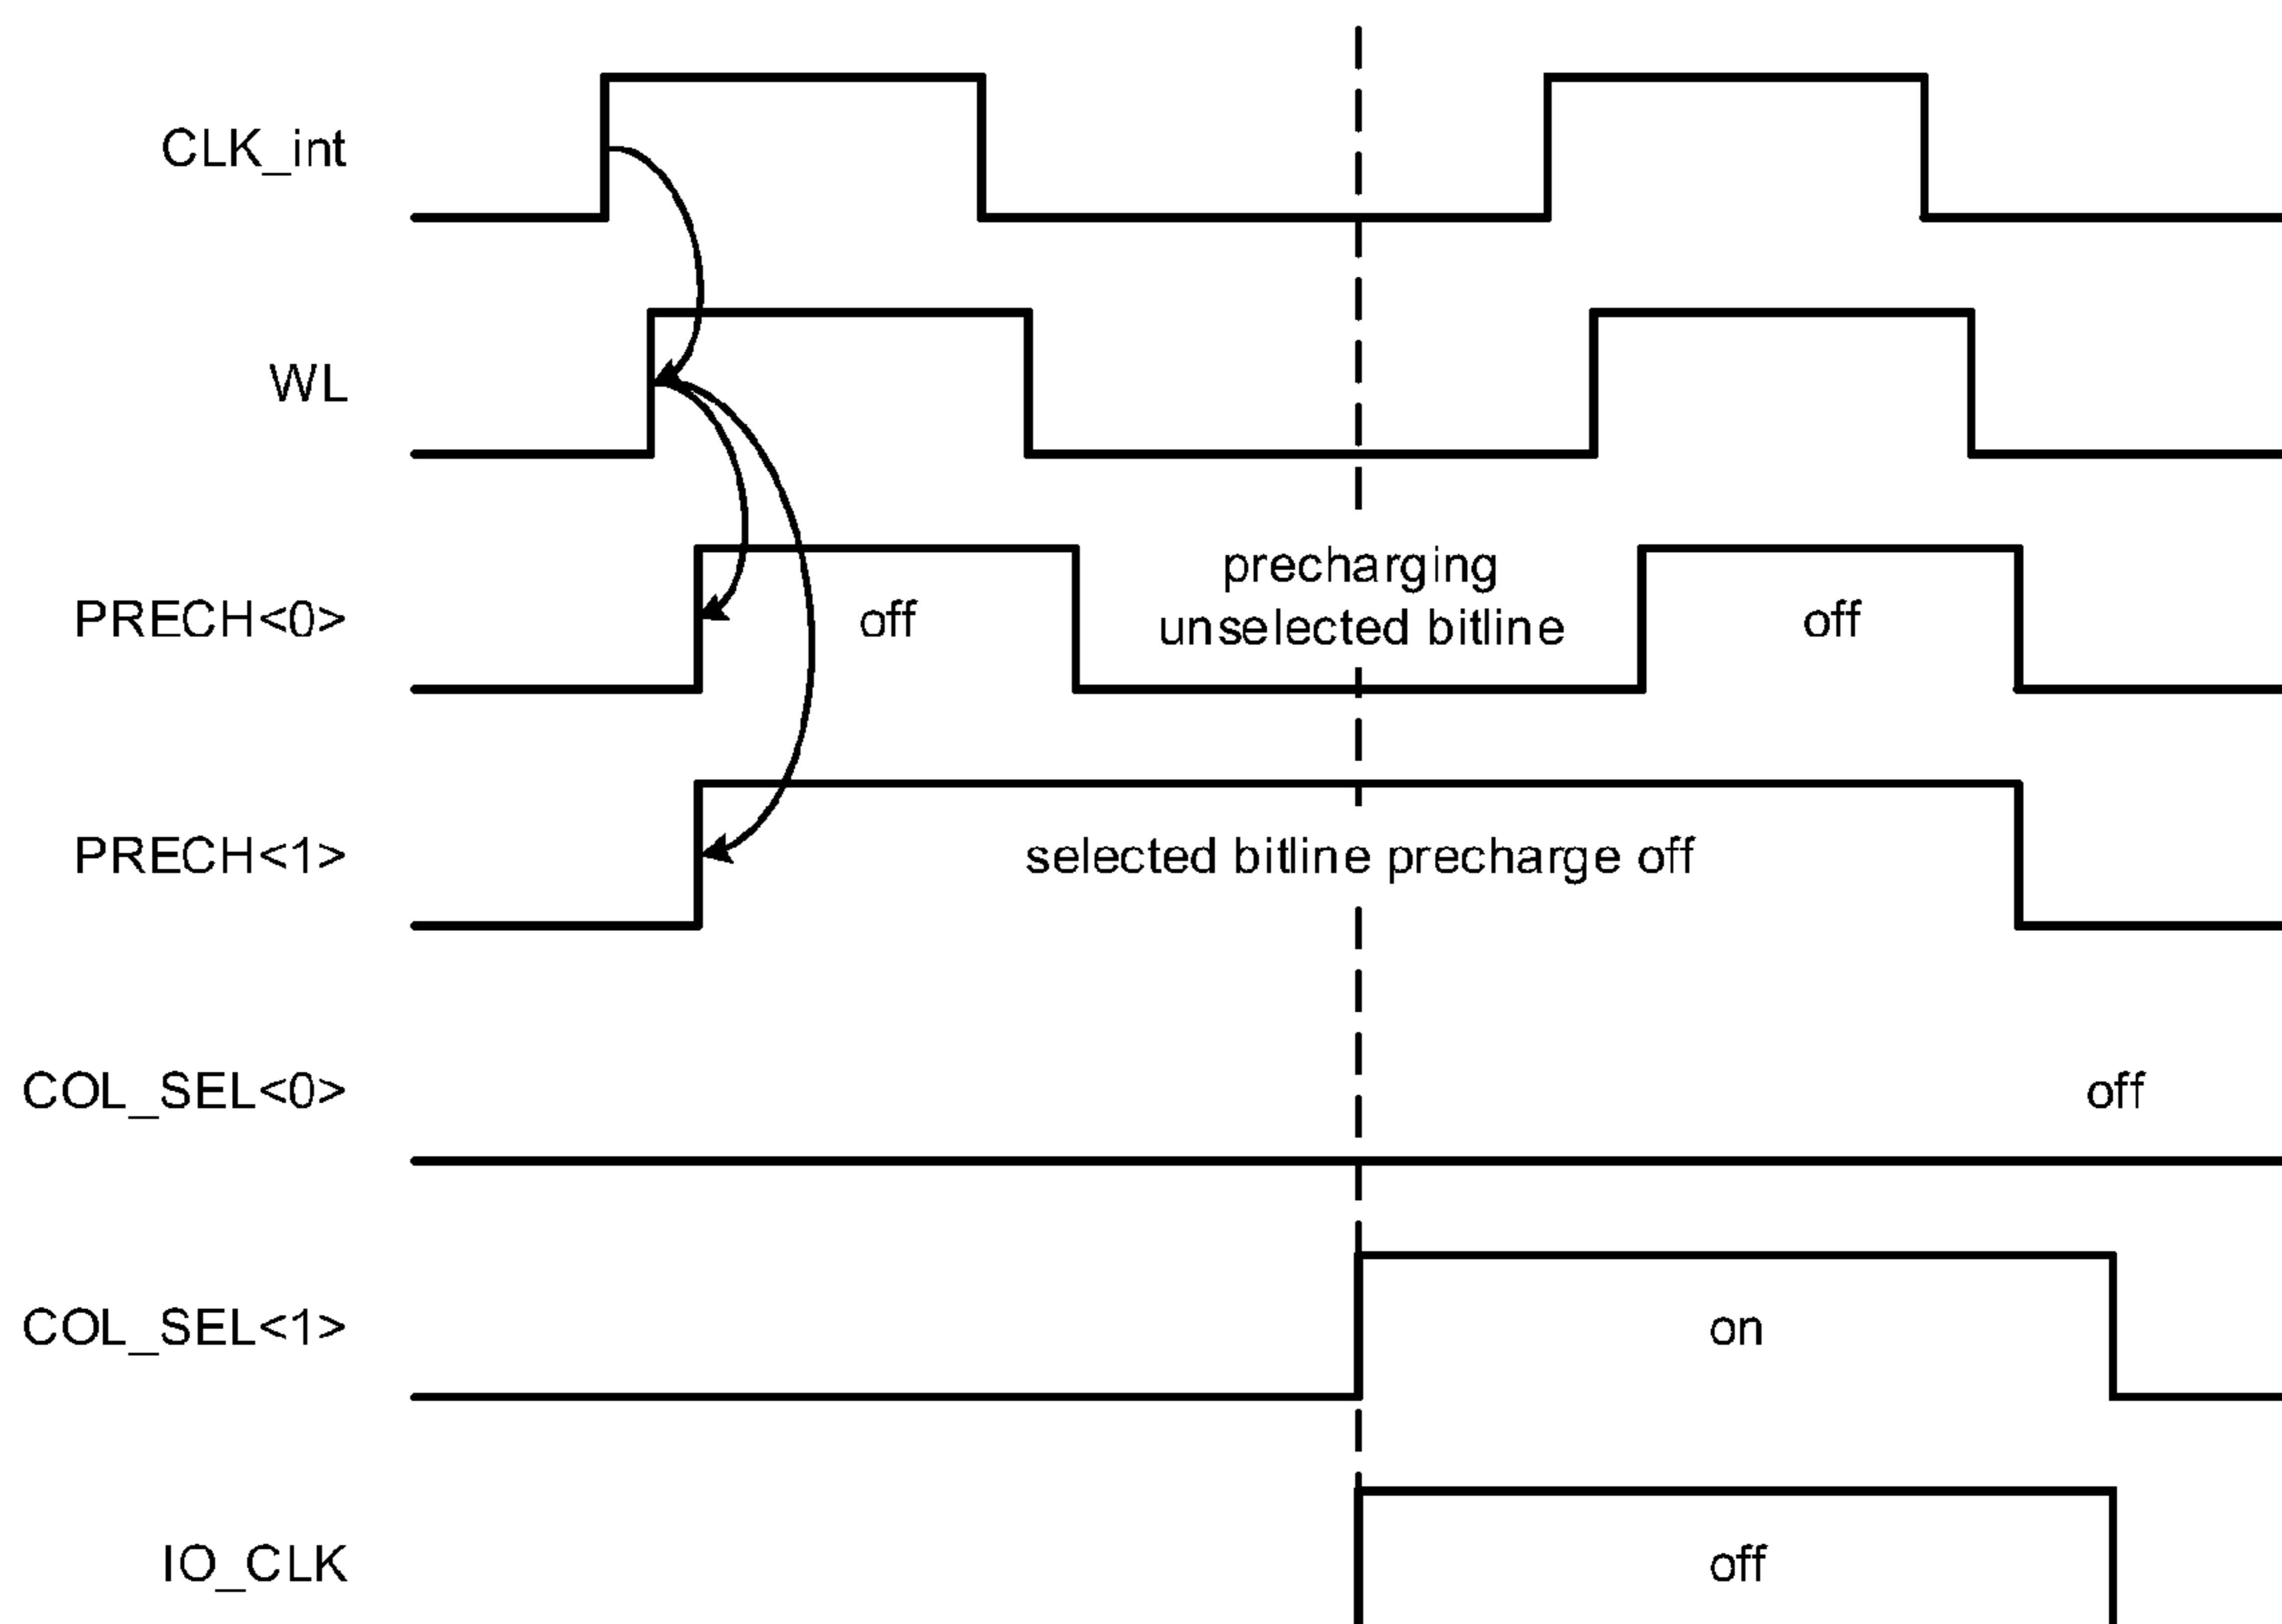 CLK_int
WL
PRECH<0>
off
precharging
unselected bitline
off
PRECH<1>
selected bitline precharge off
COL_SEL<0>
off
COL_SEL<1>
on
IO_CLK
off